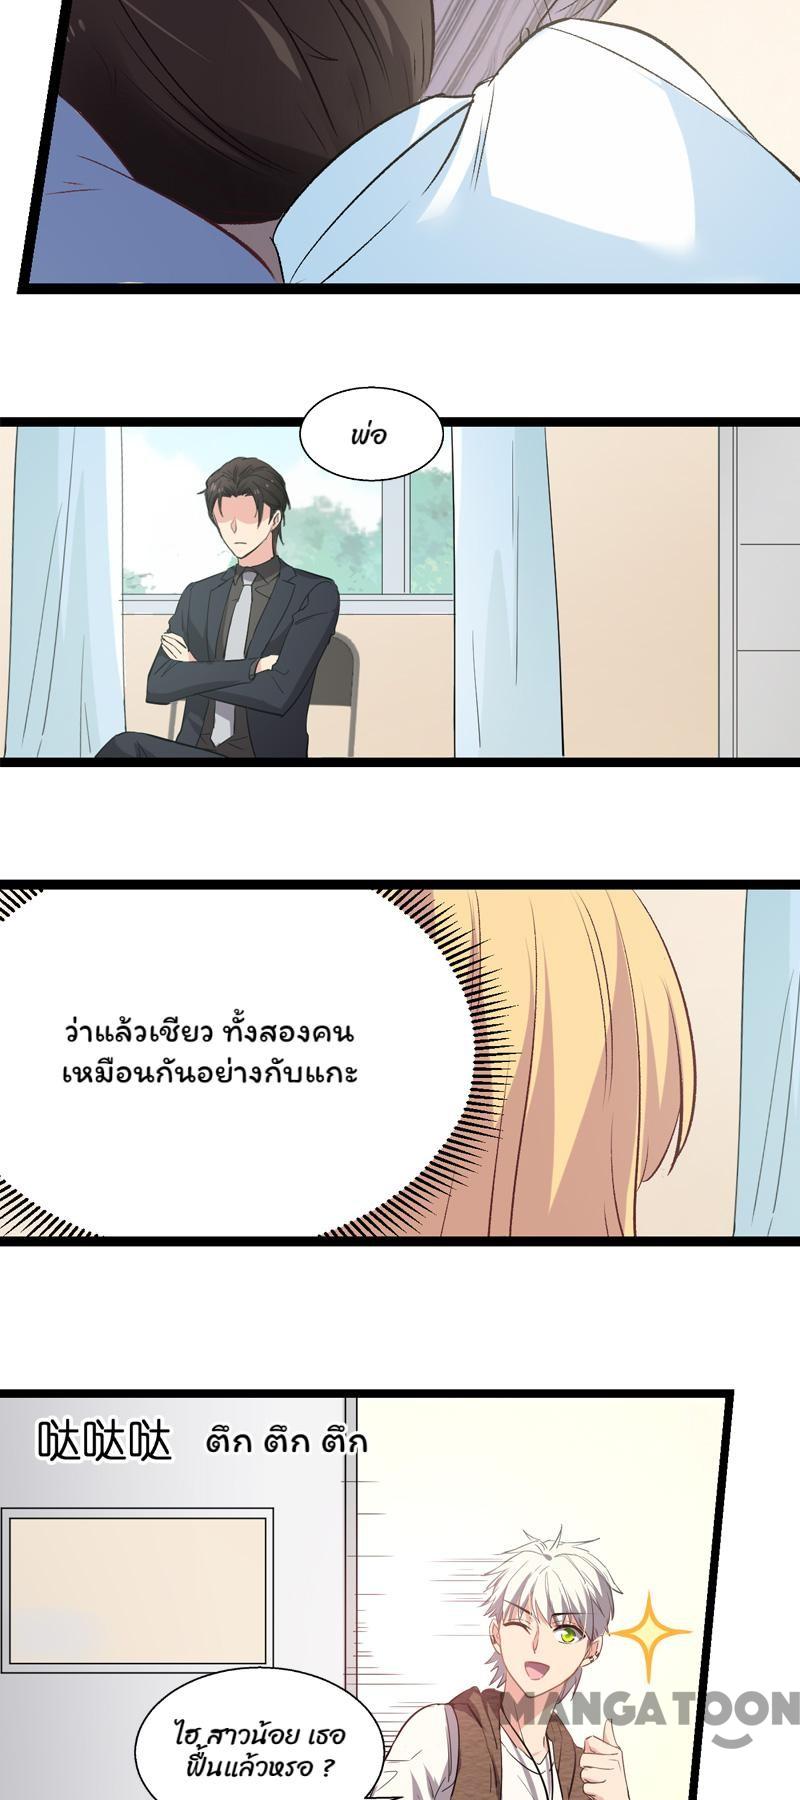 พ่อ
ว่าแล้วเชียว ทั้งสองคน
เหมือนกันอย่างกับแกะ
哒哒哒 ตึก ตึก ตึก
ไฮ สาวน้อย เธอ
ฟื้นแล้วหรอ ?
MANGATOON